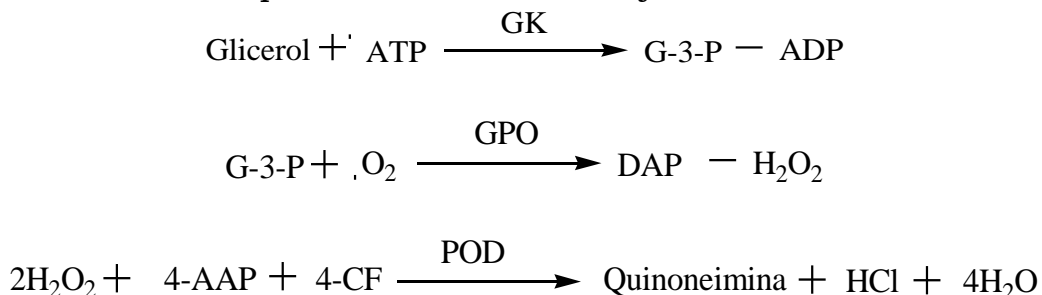 GK
Glicerol + ATP → G-3-P − ADP
GPO
G-3-P + O₂ → DAP − H₂O₂
POD
2H₂O₂ + 4-AAP + 4-CF → Quinoneimina + HCl + 4H₂O